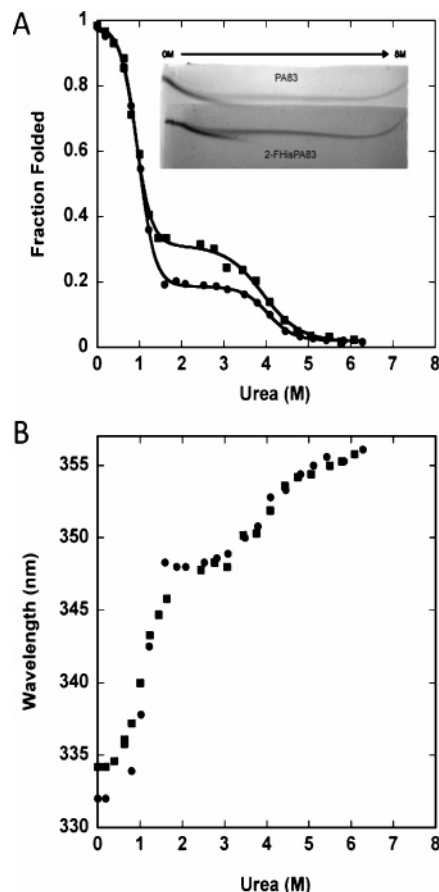 A
1
0.8
0.6
0.4
0.2
0
Fraction Folded
0M
8M
PA83
2-FHisPA83
0 1 2 3 4 5 6 7 8
Urea (M)
B
355
350
345
340
335
330
Wavelength (nm)
0 1 2 3 4 5 6 7 8
Urea (M)